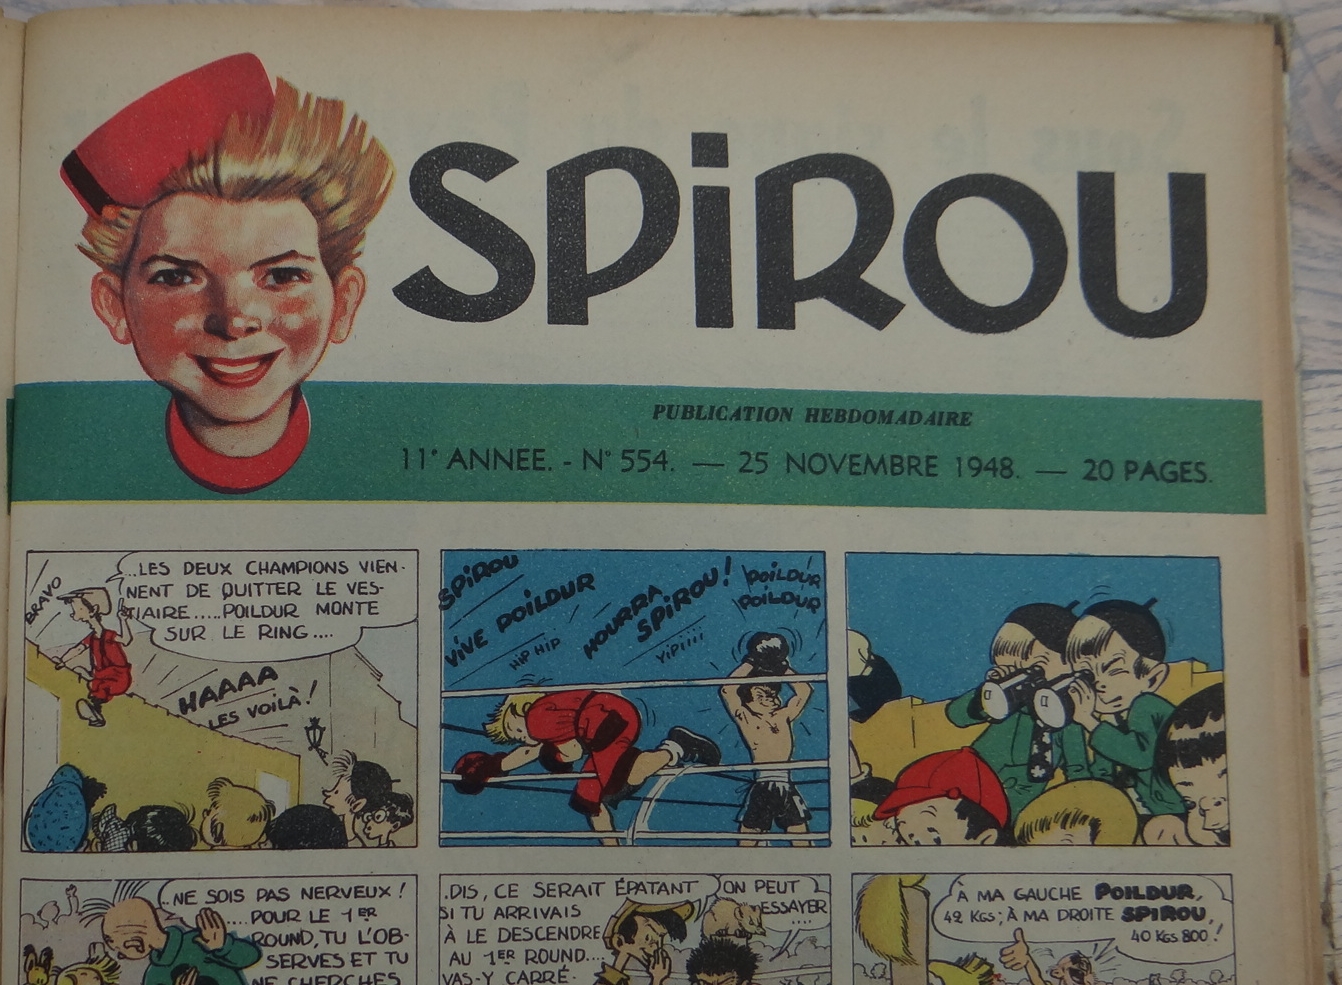 SPIROU
PUBLICATION HEBDOMADAIRE
11e ANNEE. - N° 554. — 25 NOVEMBRE 1948. — 20 PAGES.
BRAVO
...LES DEUX CHAMPIONS VIEN-
NENT DE QUITTER LE VES-
TIAIRE.....POILDUR MONTE
SUR LE RING....
HAAAA
LES VOILÀ!
SPIROU
VIVE POILDUR
HIP HIP
HOURRA
SPIROU!
YIPIIII
POILDUR
POILDUR
..NE SOIS PAS NERVEUX!
....POUR LE 1ER
ROUND, TU L'OB-
SERVES ET TU
NE CHERCHES
.DIS, CE SERAIT ÉPATANT
SI TU ARRIVAIS
À LE DESCENDRE
AU 1ER ROUND...
VAS-Y CARRÉ-
ON PEUT
ESSAYER
....
À MA GAUCHE POILDUR,
42 KGS; À MA DROITE SPIROU,
40 KGS 800!